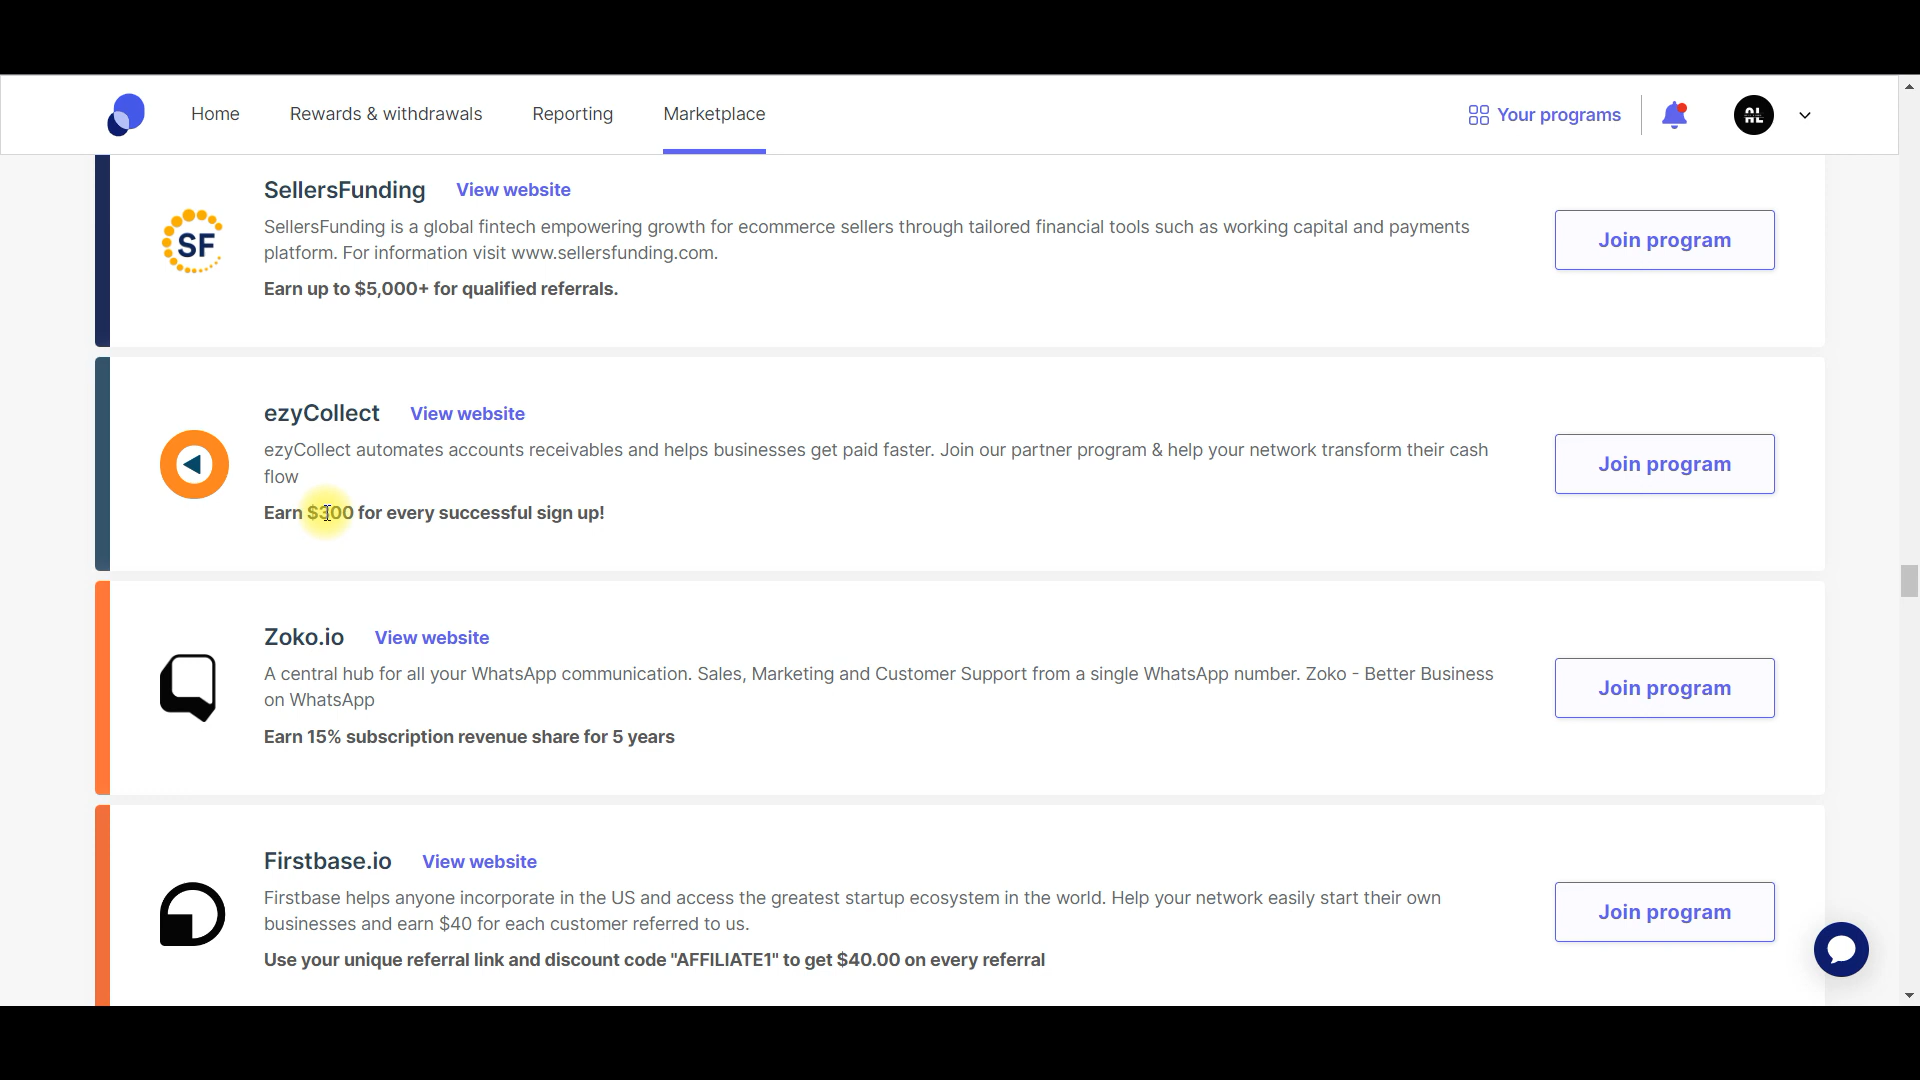 Home Rewards & withdrawals Reporting Marketplace Your programs AL
SellersFunding View website
SF
SellersFunding is a global fintech empowering growth for ecommerce sellers through tailored financial tools such as working capital and payments
platform. For information visit www.sellersfunding.com.
Join program
Earn up to $5,000+ for qualified referrals.
ezyCollect View website
ezyCollect automates accounts receivables and helps businesses get paid faster. Join our partner program & help your network transform their cash
flow
Join program
Earn $300 for every successful sign up!
Zoko.io View website
A central hub for all your WhatsApp communication. Sales, Marketing and Customer Support from a single WhatsApp number. Zoko - Better Business
on WhatsApp
Join program
Earn 15% subscription revenue share for 5 years
Firstbase.io View website
Firstbase helps anyone incorporate in the US and access the greatest startup ecosystem in the world. Help your network easily start their own
businesses and earn $40 for each customer referred to us.
Join program
Use your unique referral link and discount code "AFFILIATE1" to get $40.00 on every referral